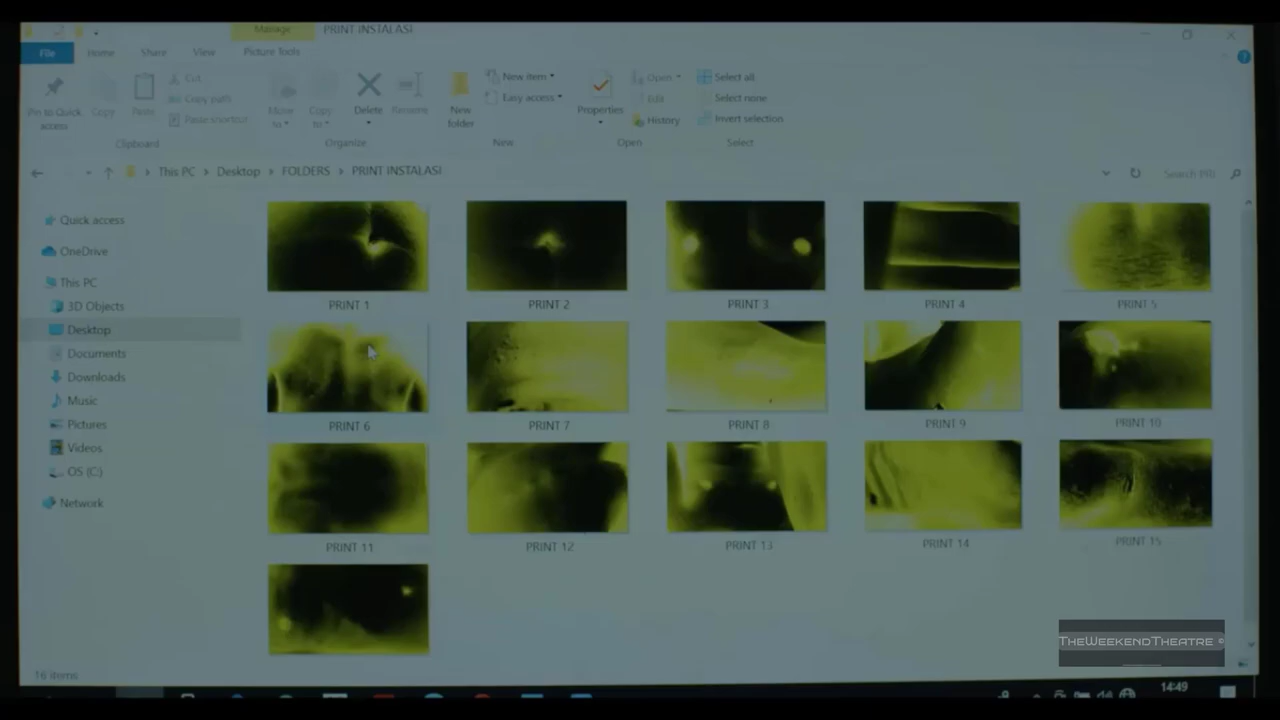 Manage PRINT INSTALASI
File Home Share View Picture Tools
Pin to Quick access
Copy
Paste
Cut
Copy path
Paste shortcut
Move to
Copy to
Delete
Rename
New folder
New item
Easy access
Properties
Open
Edit
History
Select all
Select none
Invert selection
Clipboard Organize New Open Select
This PC > Desktop > FOLDERS > PRINT INSTALASI
Quick access
OneDrive
This PC
3D Objects
Desktop
Documents
Downloads
Music
Pictures
Videos
OS (C:)
Network
PRINT 1 PRINT 2 PRINT 3 PRINT 4 PRINT 5
PRINT 6 PRINT 7 PRINT 8 PRINT 9 PRINT 10
PRINT 11 PRINT 12 PRINT 13 PRINT 14 PRINT 15
THEWEEKENDTHEATRE ©
16 items
14:49